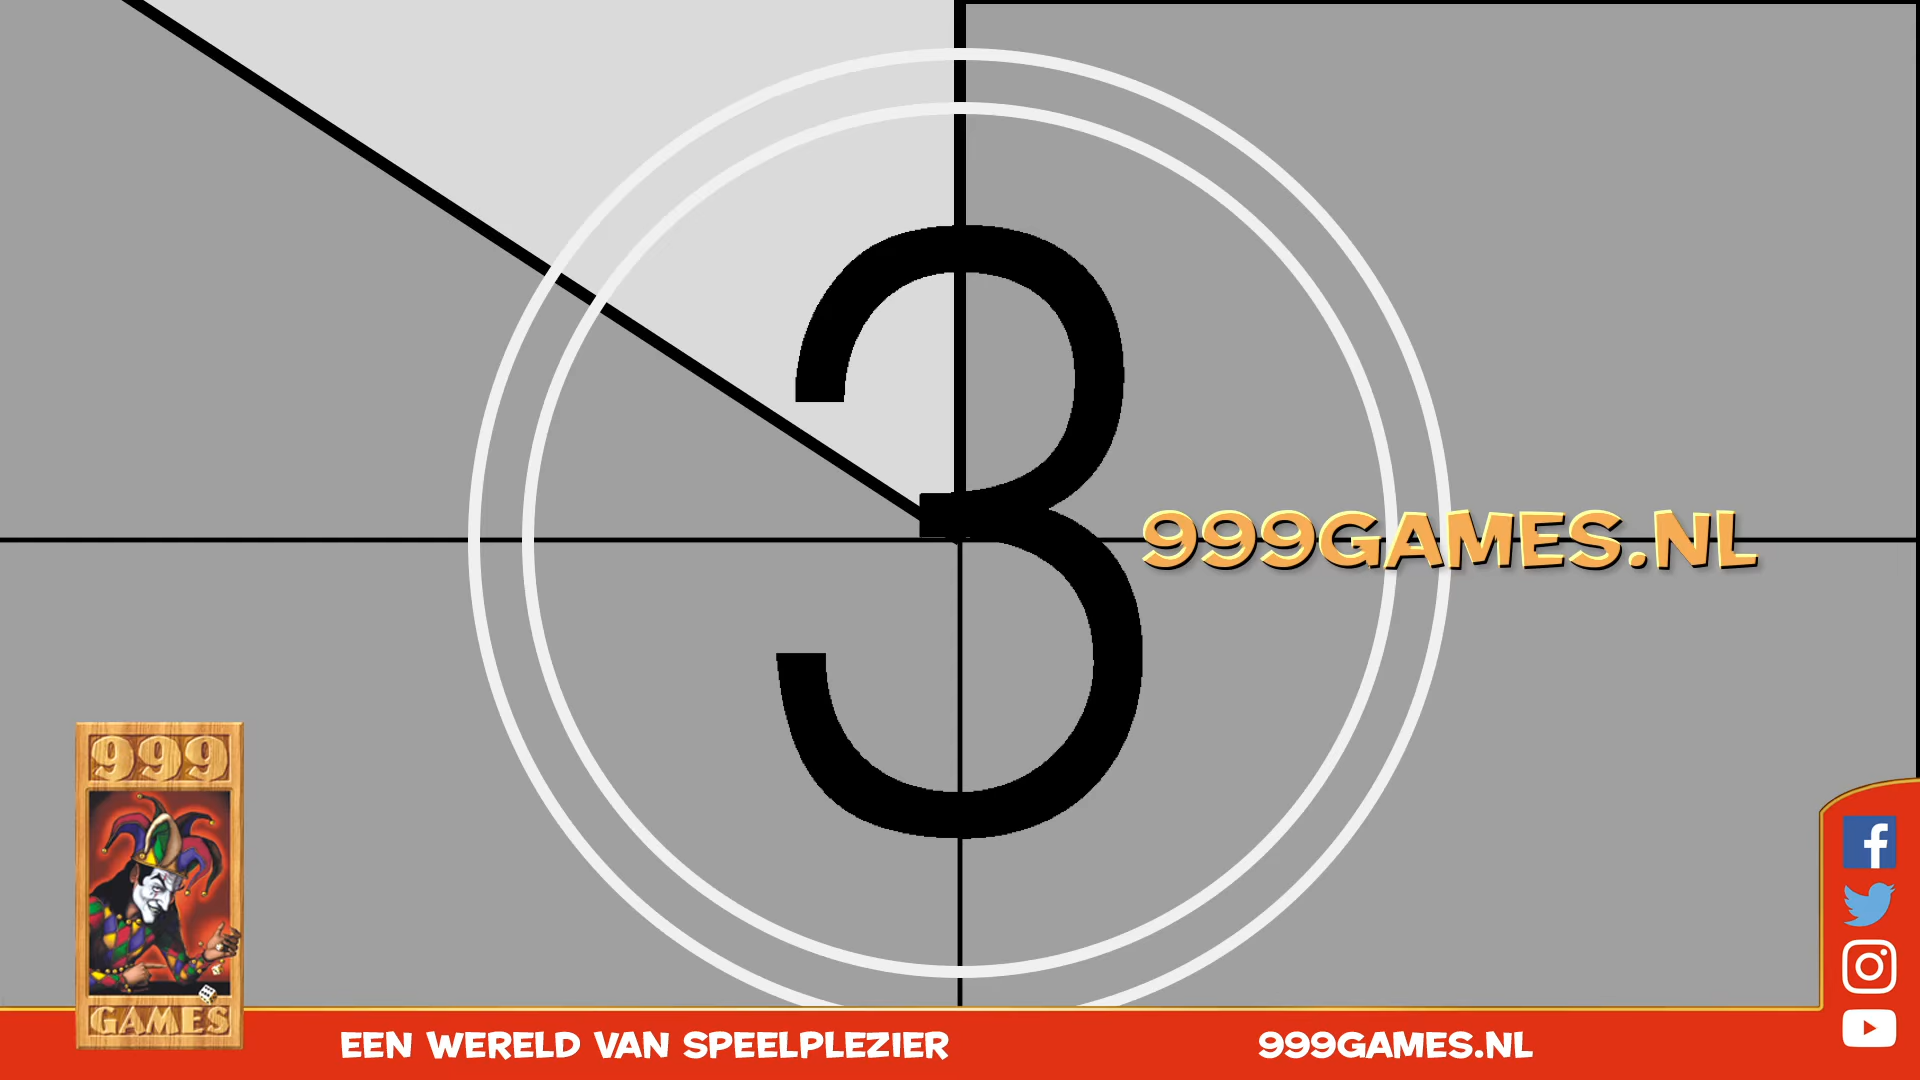 3
999GAMES.NL
999
GAMES
EEN WERELD VAN SPEELPLEZIER
999GAMES.NL